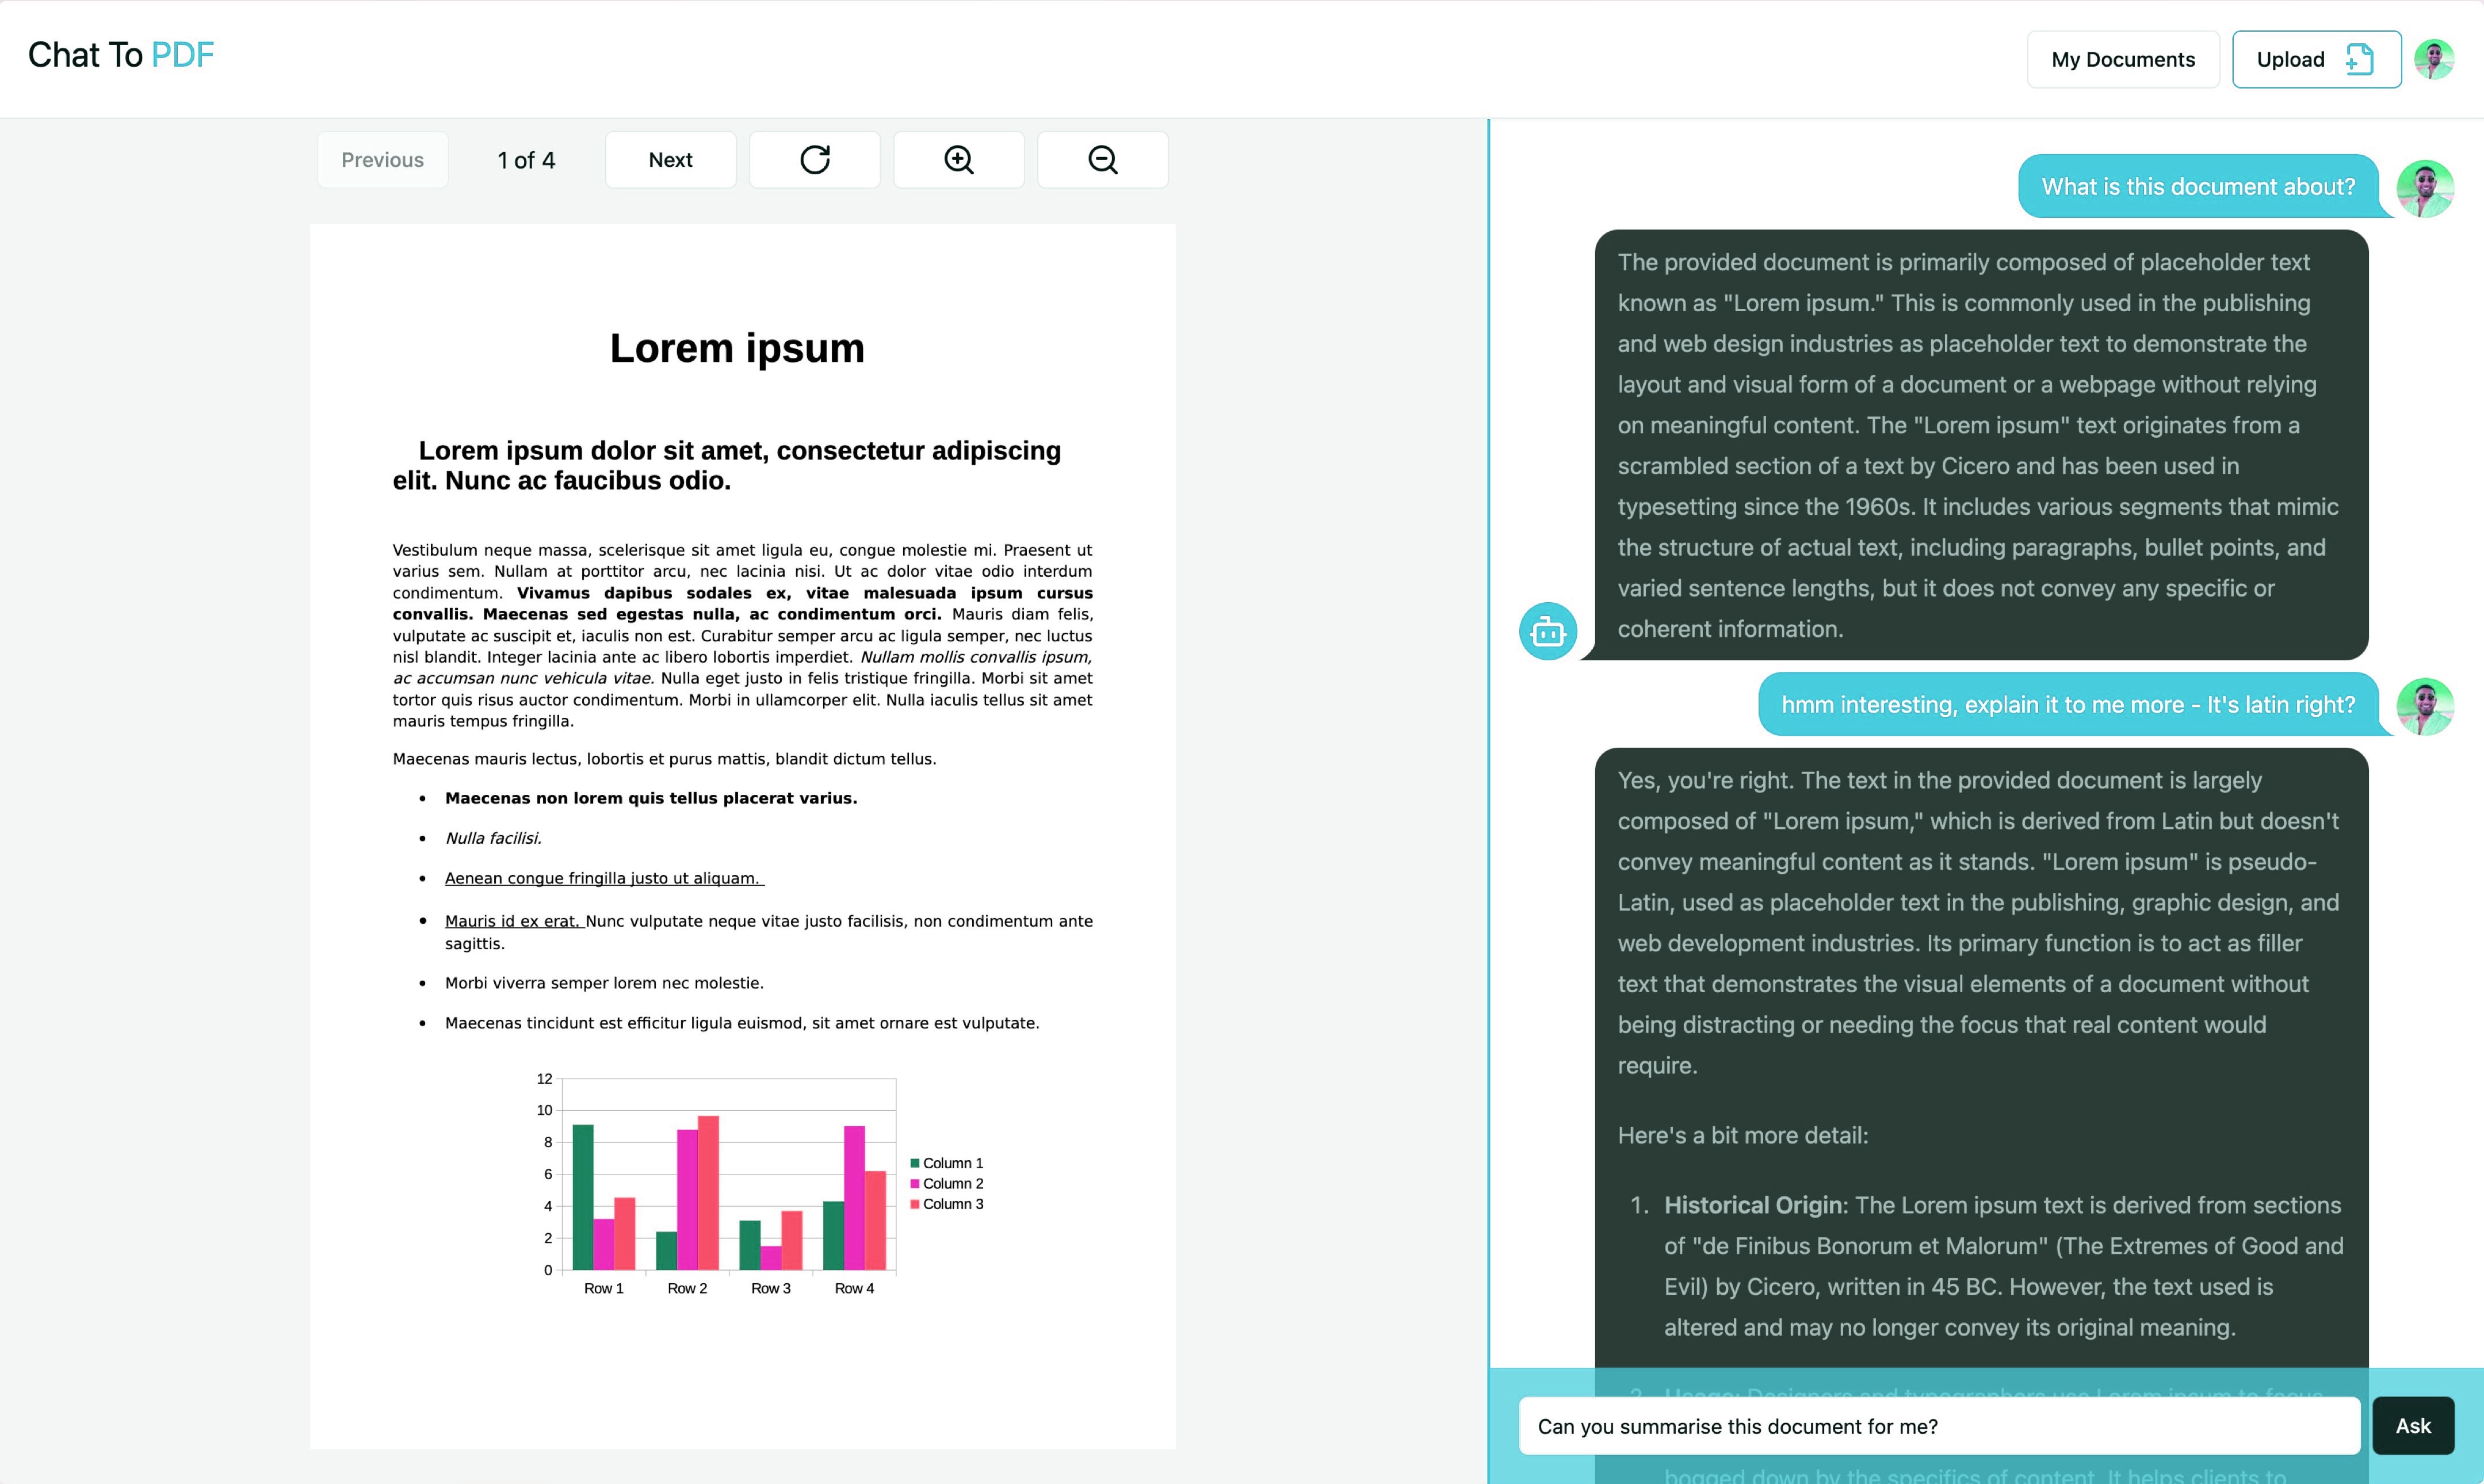 Chat To PDF
My Documents
Upload
Previous
1 of 4
Next
Lorem ipsum
Lorem ipsum dolor sit amet, consectetur adipiscing
elit. Nunc ac faucibus odio.
Vestibulum neque massa, scelerisque sit amet ligula eu, congue molestie mi. Praesent ut
varius sem. Nullam at porttitor arcu, nec lacinia nisi. Ut ac dolor vitae odio interdum
condimentum. Vivamus dapibus sodales ex, vitae malesuada ipsum cursus
convallis. Maecenas sed egestas nulla, ac condimentum orci. Mauris diam felis,
vulputate ac suscipit et, iaculis non est. Curabitur semper arcu ac ligula semper, nec luctus
nisl blandit. Integer lacinia ante ac libero lobortis imperdiet. Nullam mollis convallis ipsum,
ac accumsan nunc vehicula vitae. Nulla eget justo in felis tristique fringilla. Morbi sit amet
tortor quis risus auctor condimentum. Morbi in ullamcorper elit. Nulla iaculis tellus sit amet
mauris tempus fringilla.
Maecenas mauris lectus, lobortis et purus mattis, blandit dictum tellus.
• Maecenas non lorem quis tellus placerat varius.
• Nulla facilisi.
• Aenean congue fringilla justo ut aliquam.
• Mauris id ex erat. Nunc vulputate neque vitae justo facilisis, non condimentum ante
sagittis.
• Morbi viverra semper lorem nec molestie.
• Maecenas tincidunt est efficitur ligula euismod, sit amet ornare est vulputate.
12
10
8
6
4
2
0
Row 1
Row 2
Row 3
Row 4
Column 1
Column 2
Column 3
What is this document about?
The provided document is primarily composed of placeholder text
known as "Lorem ipsum." This is commonly used in the publishing
and web design industries as placeholder text to demonstrate the
layout and visual form of a document or a webpage without relying
on meaningful content. The "Lorem ipsum" text originates from a
scrambled section of a text by Cicero and has been used in
typesetting since the 1960s. It includes various segments that mimic
the structure of actual text, including paragraphs, bullet points, and
varied sentence lengths, but it does not convey any specific or
coherent information.
hmm interesting, explain it to me more - It's latin right?
Yes, you're right. The text in the provided document is largely
composed of "Lorem ipsum," which is derived from Latin but doesn't
convey meaningful content as it stands. "Lorem ipsum" is pseudo-
Latin, used as placeholder text in the publishing, graphic design, and
web development industries. Its primary function is to act as filler
text that demonstrates the visual elements of a document without
being distracting or needing the focus that real content would
require.
Here's a bit more detail:
1. Historical Origin: The Lorem ipsum text is derived from sections
of "de Finibus Bonorum et Malorum" (The Extremes of Good and
Evil) by Cicero, written in 45 BC. However, the text used is
altered and may no longer convey its original meaning.
2. Usage: Designers and typographers use Lorem ipsum to focus
Can you summarise this document for me?
Ask
bogged down by the specifics of content. It helps clients to